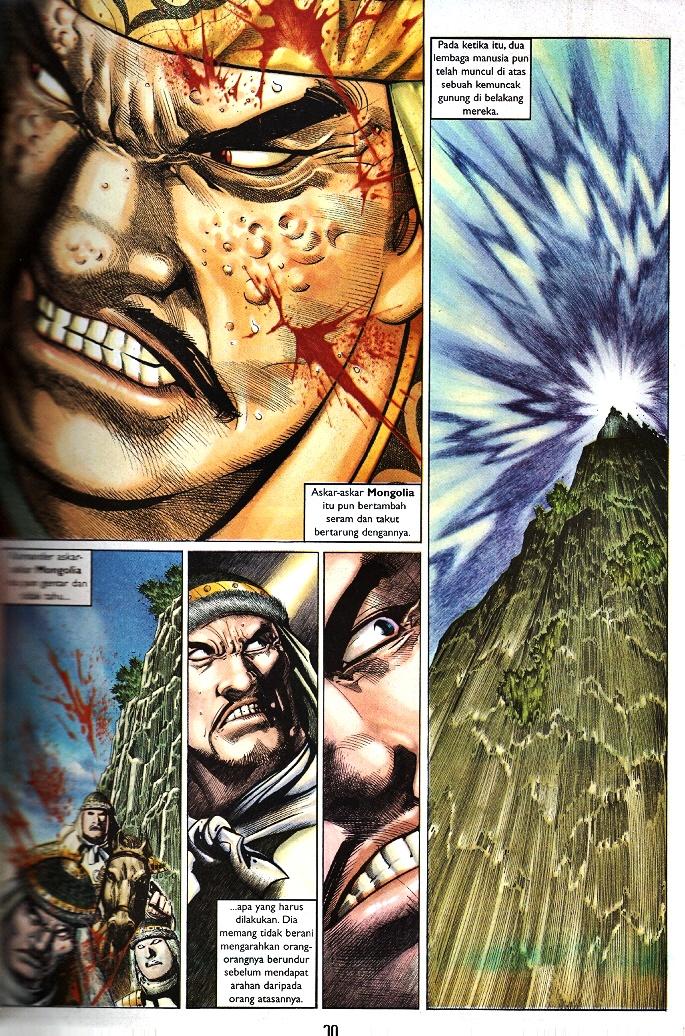 Askar-askar Mongolia
itu pun bertambah
seram dan takut
bertarung dengannya.
askar-
Mongolia
dan
tahu...
...apa yang harus
dilakukan. Dia
memang tidak berani
mengarahkan orang-
orangnya berundur
sebelum mendapat
arahan daripada
orang atasannya.
Pada ketika itu, dua
lembaga manusia pun
telah muncul di atas
sebuah kemuncak
gunung di belakang
mereka.